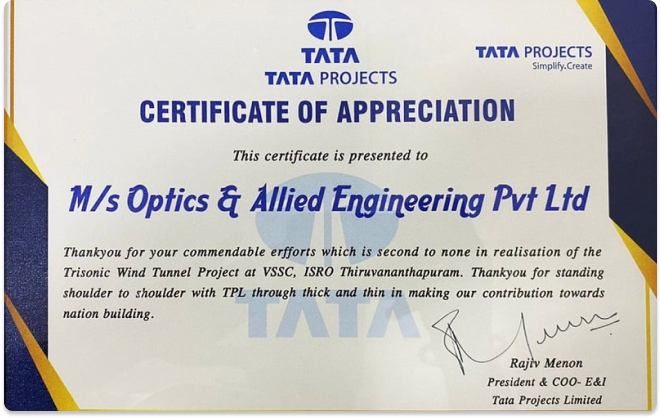 TATA
TATA PROJECTS
TATA PROJECTS
Simplify.Create
CERTIFICATE OF APPRECIATION
This certificate is presented to
M/s Optics & Allied Engineering Pvt Ltd
Thankyou for your commendable erfforts which is second to none in realisation of the
Trisonic Wind Tunnel Project at VSSC, ISRO Thiruvananthapuram. Thankyou for standing
shoulder to shoulder with TPL through thick and thin in making our contribution towards
nation building.
TATA
Rajiv Menon
President & COO- E&I
Tata Projects Limited